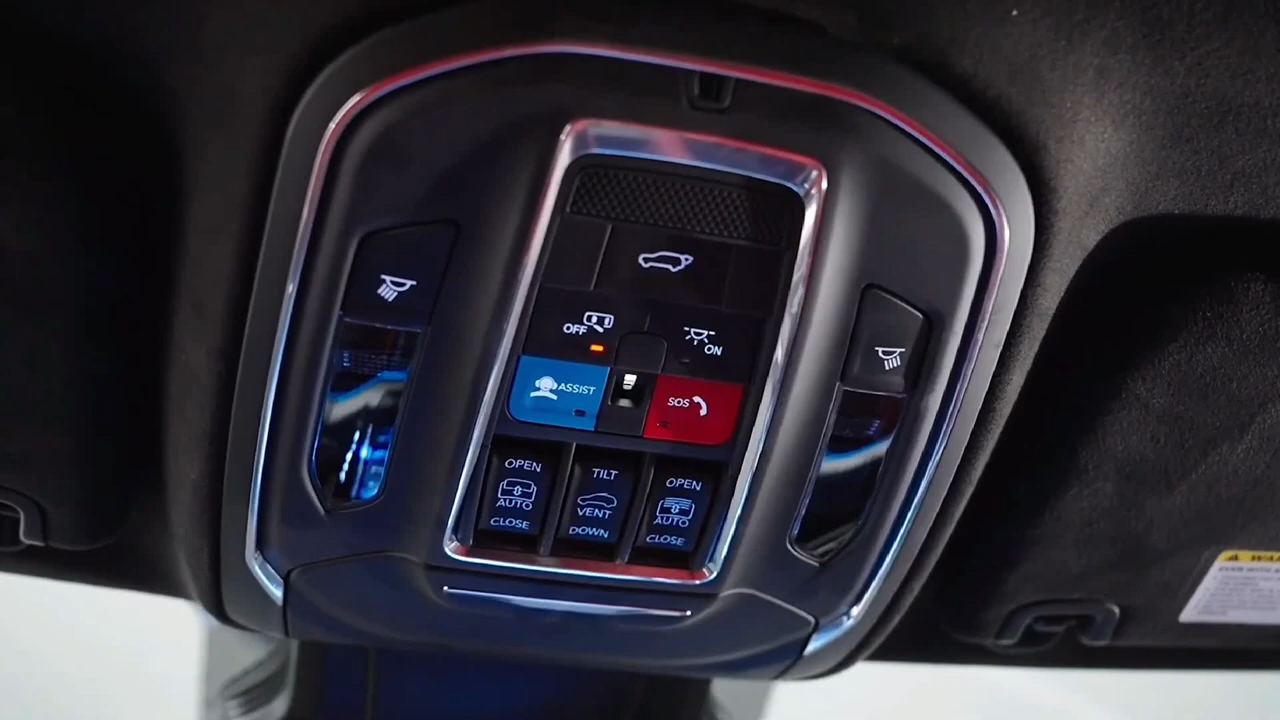 OFF
ON
ASSIST
SOS
OPEN
AUTO
CLOSE
TILT
VENT
DOWN
OPEN
AUTO
CLOSE